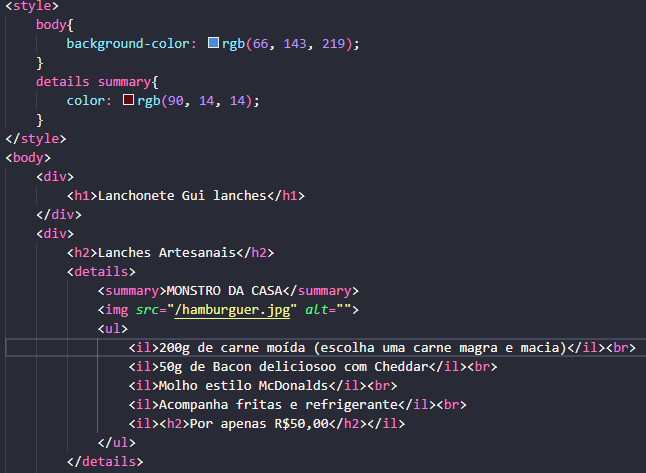 <style>
body{
background-color: rgb(66, 143, 219);
}
details summary{
color: rgb(90, 14, 14);
}
</style>
<body>
<div>
<h1>Lanchonete Gui lanches</h1>
</div>
<div>
<h2>Lanches Artesanais</h2>
<details>
<summary>MONSTRO DA CASA</summary>
<img src="/hamburguer.jpg" alt="">
<ul>
<il>200g de carne moída (escolha uma carne magra e macia)</il><br>
<il>50g de Bacon deliciosoo com Cheddar</il><br>
<il>Molho estilo McDonalds</il><br>
<il>Acompanha fritas e refrigerante</il><br>
<il><h2>Por apenas R$50,00</h2></il>
</ul>
</details>